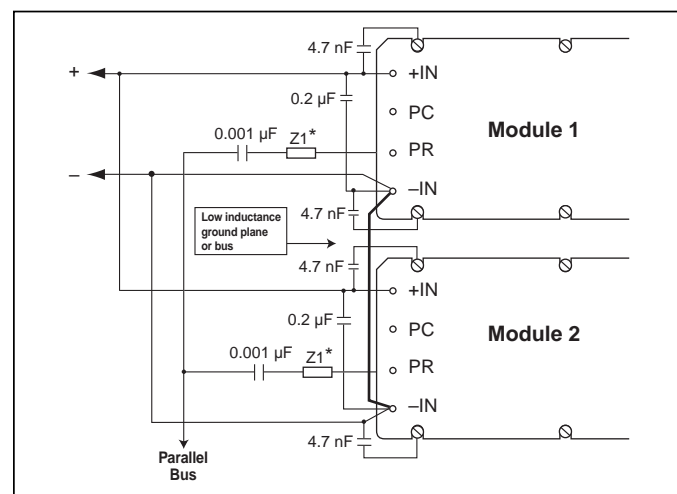 4.7 nF
+
+IN
0.2 µF
PC
Module 1
0.001 µF
Z1*
PR
–
–IN
4.7 nF
Low inductance
ground plane
or bus
4.7 nF
+IN
0.2 µF
PC
Module 2
0.001 µF
Z1*
PR
–IN
4.7 nF
Parallel
Bus